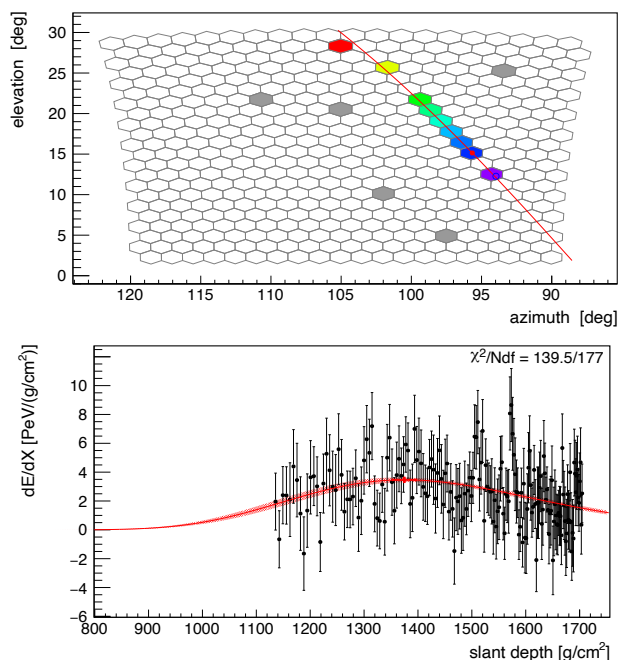 elevation [deg]
30
25
20
15
10
5
0
120 115 110 105 100 95 90
azimuth [deg]
χ²/Ndf = 139.5/177
dE/dX [PeV/(g/cm²)]
10
8
6
4
2
0
−2
−4
−6
800 900 1000 1100 1200 1300 1400 1500 1600 1700
slant depth [g/cm²]